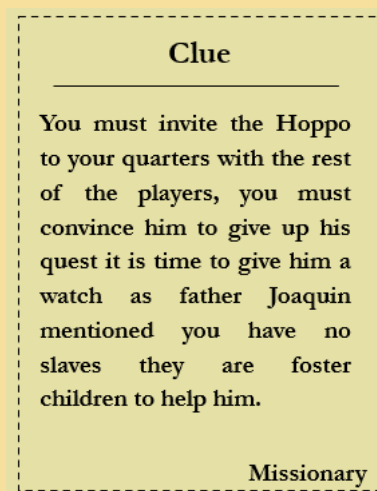 Clue
You must invite the Hoppo
to your quarters with the rest
of the players, you must
convince him to give up his
quest it is time to give him a
watch as father Joaquin
mentioned you have no
slaves they are foster
children to help him.
Missionary